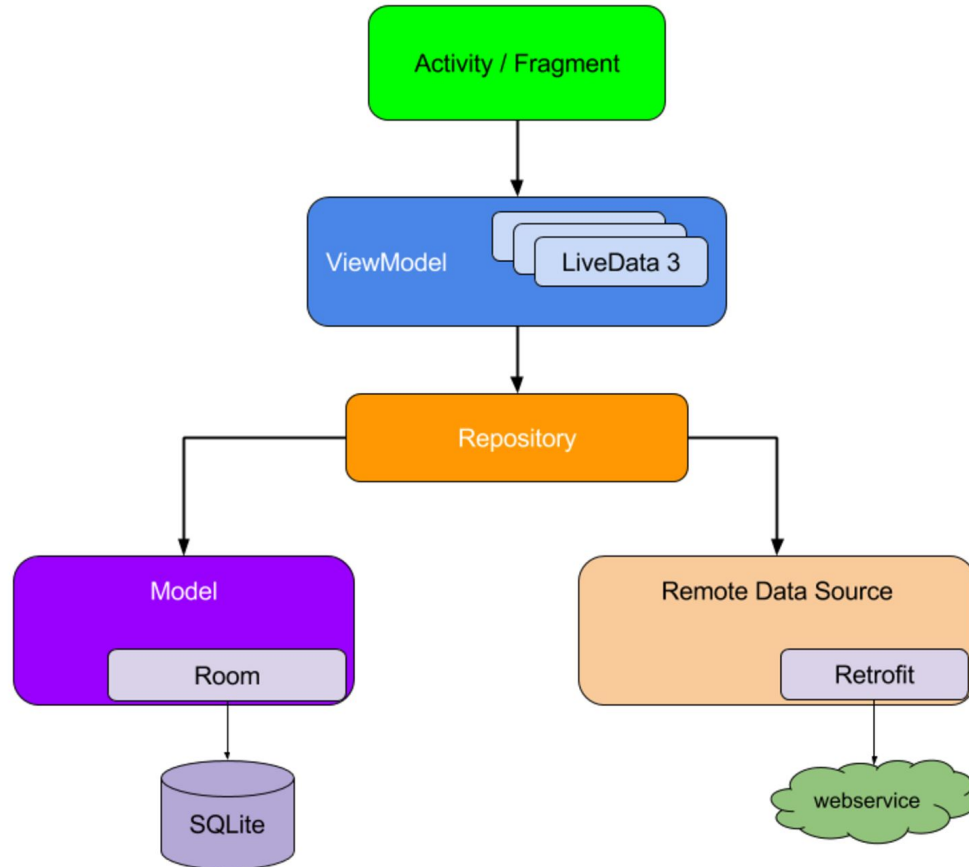 Activity / Fragment
ViewModel
LiveData 3
Repository
Model
Remote Data Source
Room
Retrofit
SQLite
webservice